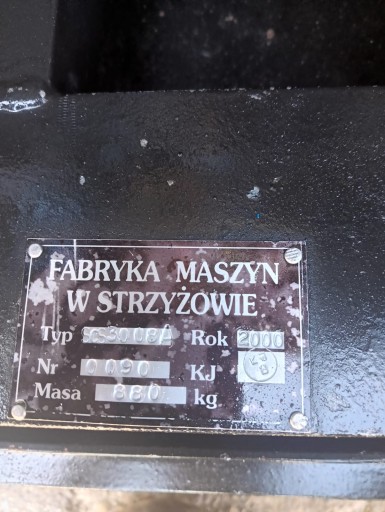 FABRYKA MASZYN
W STRZYŻOWIE
Typ Rok 2000
Nr 0090 KJ
Masa 880 kg